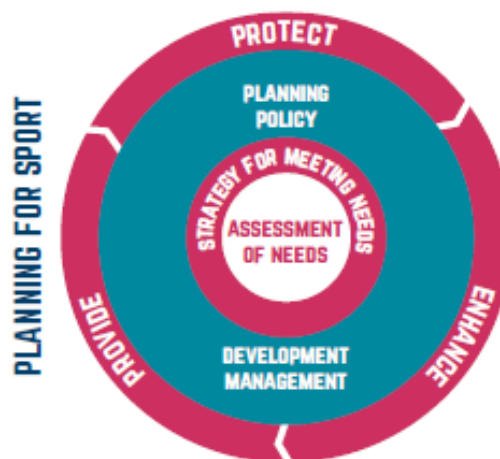 PLANNING FOR SPORT
PROTECT
PLANNING
POLICY
STRATEGY FOR MEETING NEEDS
ASSESSMENT
OF NEEDS
DEVELOPMENT
MANAGEMENT
PROVIDE
ENHANCE